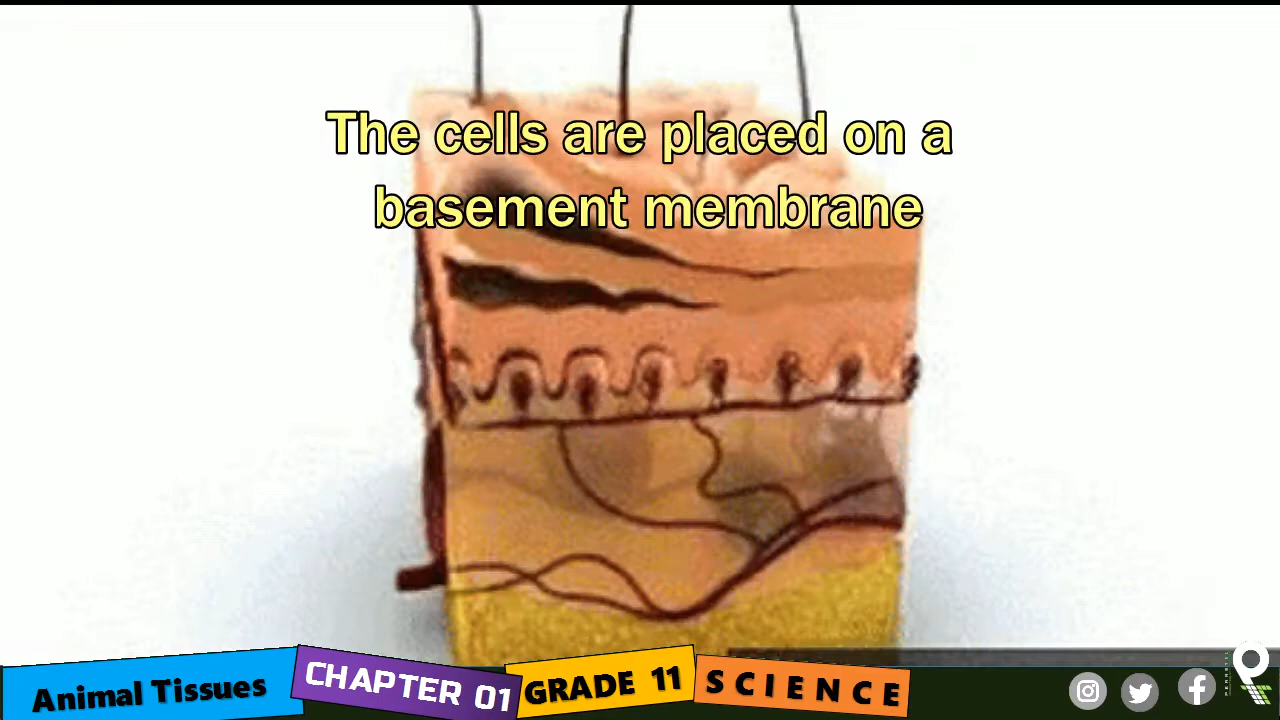 The cells are placed on a
basement membrane
Animal Tissues
CHAPTER 01
GRADE 11
SCIENCE